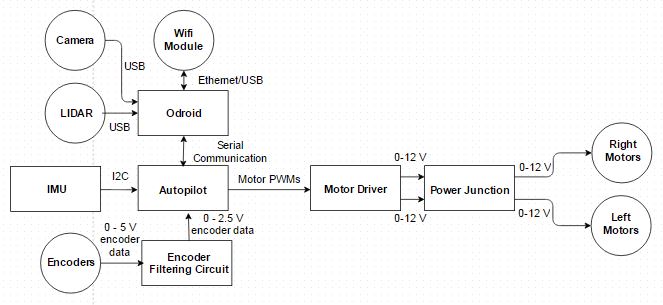 Camera
Wifi
Module
USB
Ethernet/USB
LIDAR
USB
Odroid
Serial
Communication
IMU
I2C
Autopilot
Motor PWMs
Motor Driver
0-12 V
0-12 V
Power Junction
0-12 V
0-12 V
Right
Motors
Left
Motors
0 - 5 V
encoder
data
0 - 2.5 V
encoder data
Encoders
Encoder
Filtering Circuit